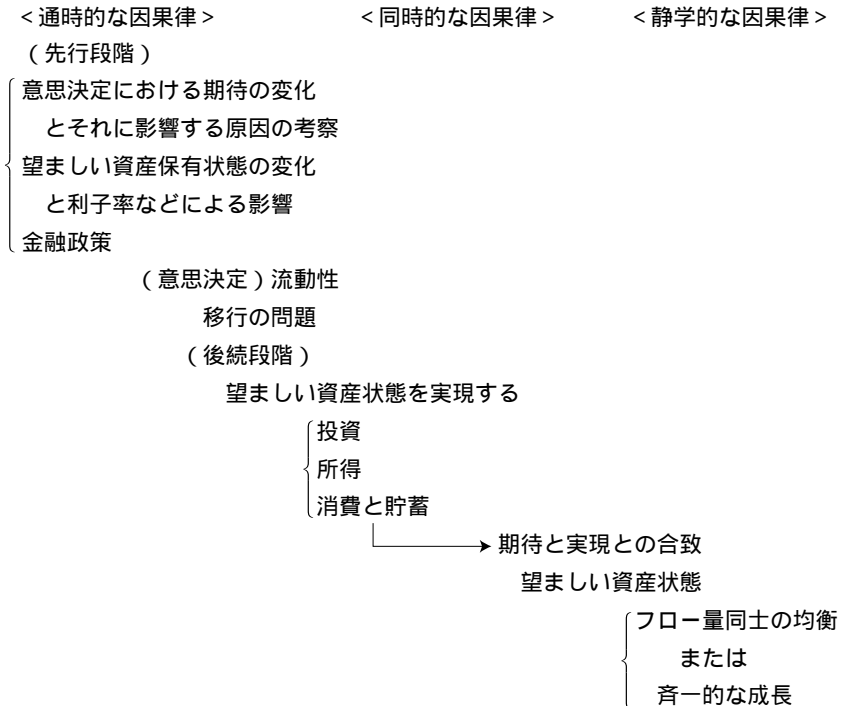 <通時的な因果律> <同時的な因果律> <静学的な因果律>
(先行段階)
意思決定における期待の変化
とそれに影響する原因の考察
望ましい資産保有状態の変化
と利子率などによる影響
金融政策
(意思決定)流動性
移行の問題
(後続段階)
望ましい資産状態を実現する
投資
所得
消費と貯蓄
期待と実現との合致
望ましい資産状態
フロー量同士の均衡
または
斉一的な成長